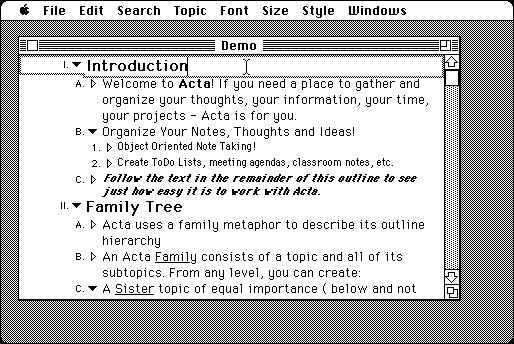 File Edit Search Topic Font Size Style Windows
Demo
I. Introduction
A. Welcome to Acta! If you need a place to gather and
organize your thoughts, your information, your time,
your projects - Acta is for you.
B. Organize Your Notes, Thoughts and Ideas!
1. Object Oriented Note Taking!
2. Create ToDo Lists, meeting agendas, classroom notes, etc.
C. Follow the text in the remainder of this outline to see
just how easy it is to work with Acta.
II. Family Tree
A. Acta uses a family metaphor to describe its outline
hierarchy
B. An Acta Family consists of a topic and all of its
subtopics. From any level, you can create:
C. A Sister topic of equal importance ( below and not